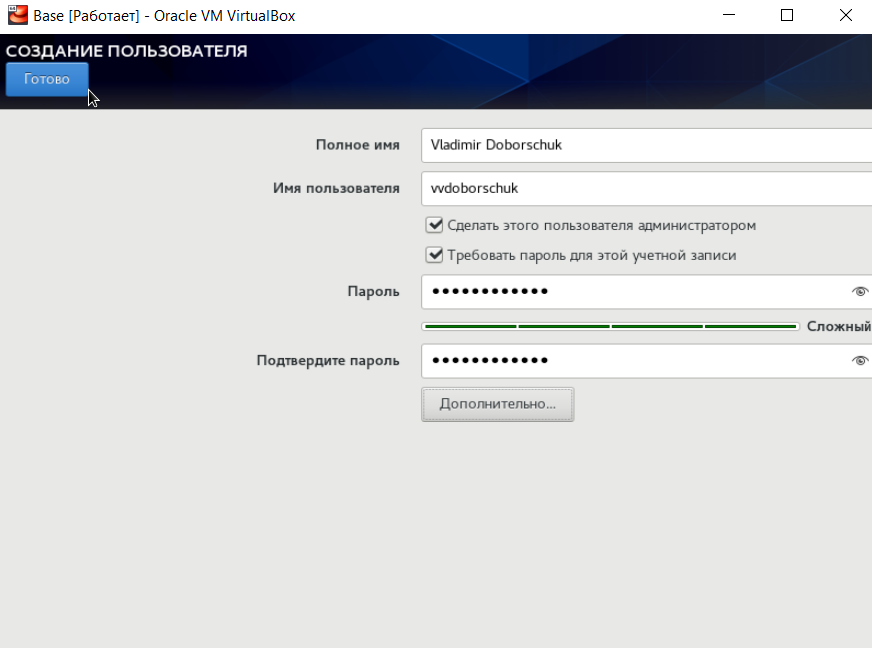 Base [Работает] - Oracle VM VirtualBox
СОЗДАНИЕ ПОЛЬЗОВАТЕЛЯ
Готово
Полное имя Vladimir Doborschuk
Имя пользователя vvdoborschuk
Сделать этого пользователя администратором
Требовать пароль для этой учетной записи
Пароль ••••••••••••
Сложный
Подтвердите пароль ••••••••••••
Дополнительно...